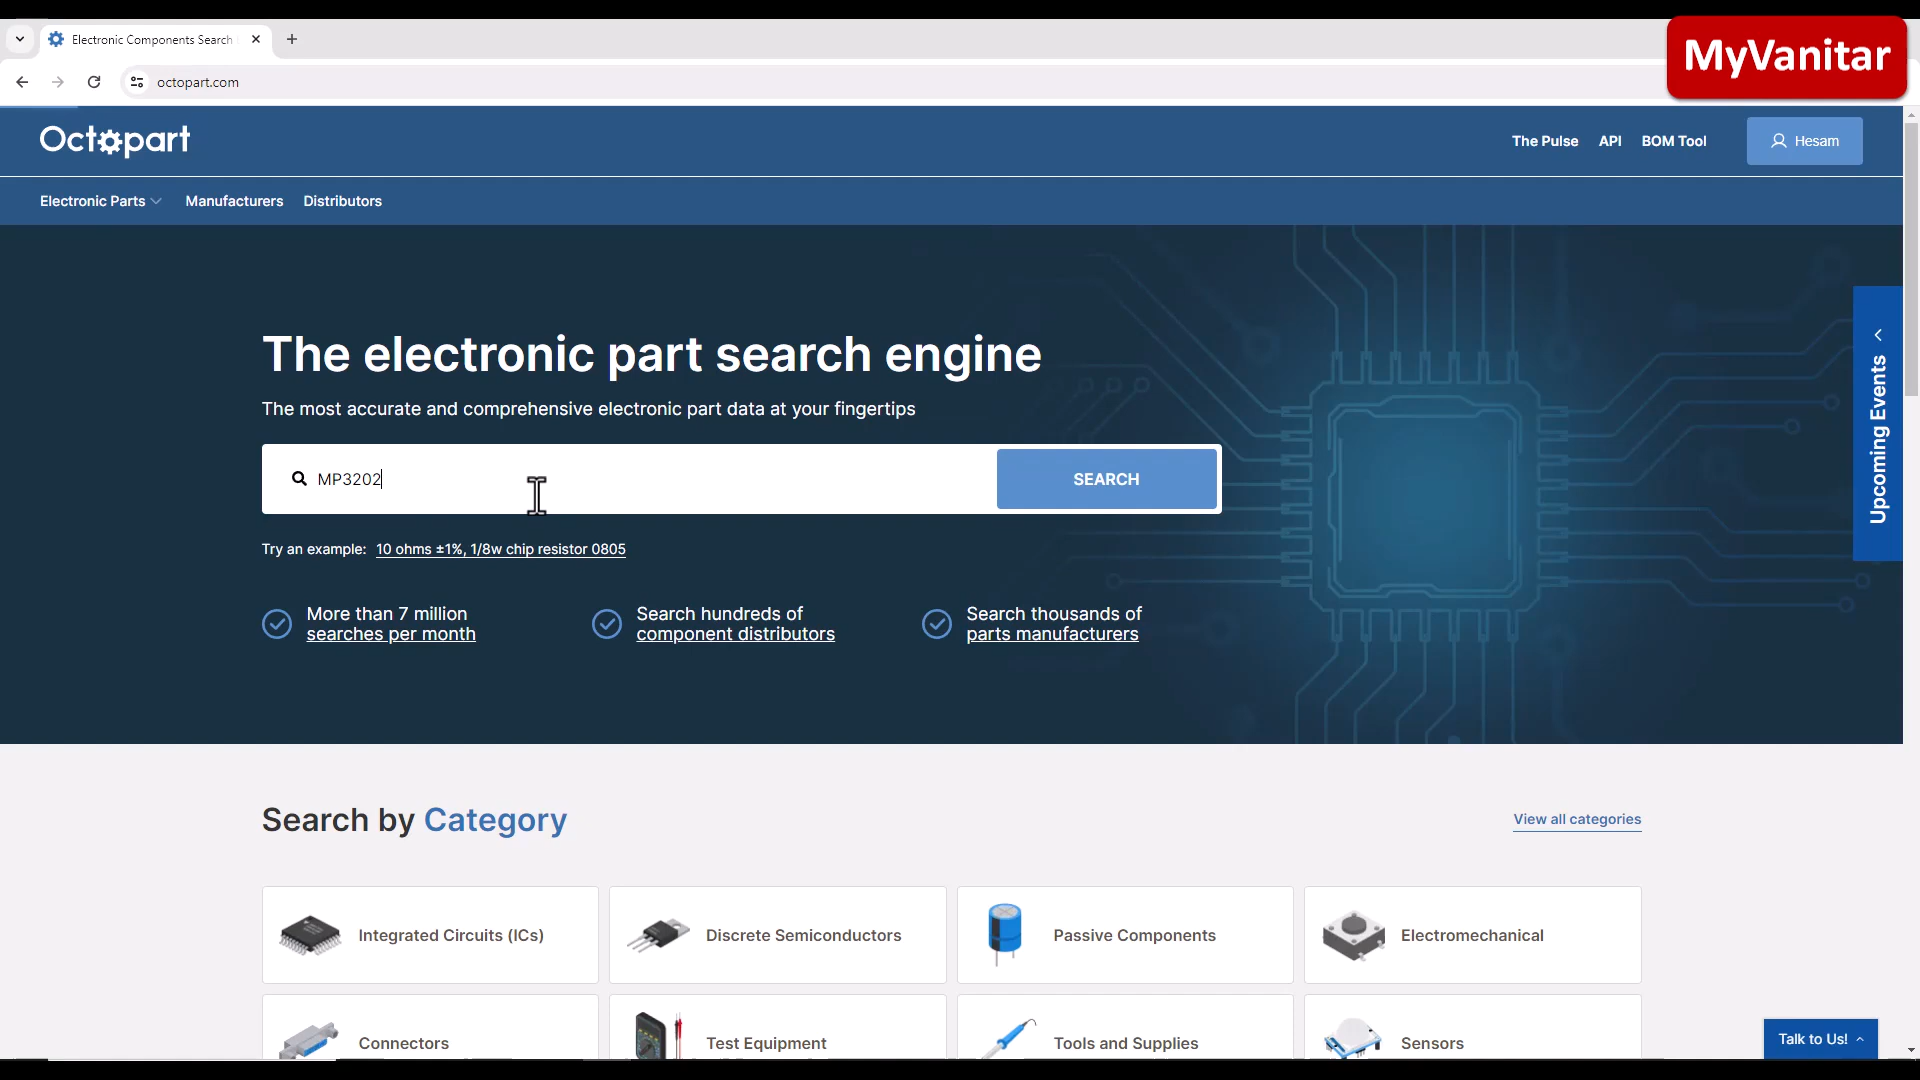 Electronic Components Search
MyVanitar
octopart.com
Octopart
The Pulse
API
BOM Tool
Hesam
Electronic Parts
Manufacturers
Distributors
The electronic part search engine
The most accurate and comprehensive electronic part data at your fingertips
MP3202
SEARCH
Try an example: 10 ohms ±1%, 1/8w chip resistor 0805
More than 7 million
searches per month
Search hundreds of
component distributors
Search thousands of
parts manufacturers
Upcoming Events
Search by Category
View all categories
Integrated Circuits (ICs)
Discrete Semiconductors
Passive Components
Electromechanical
Connectors
Test Equipment
Tools and Supplies
Sensors
Talk to Us!